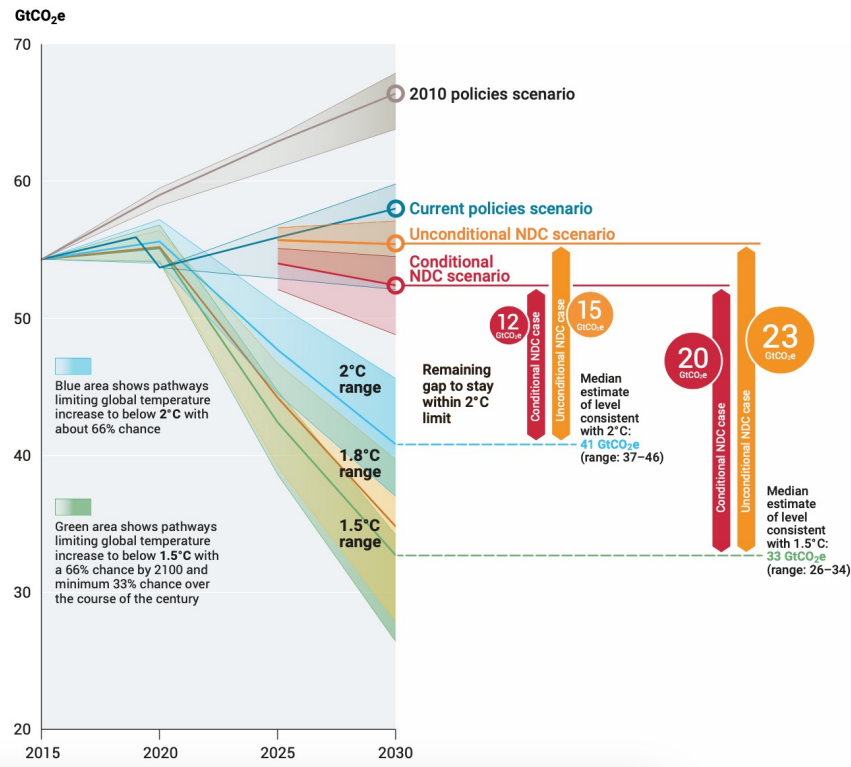 GtCO₂e
70
60
50
40
30
20
2015
2020
2025
2030
2010 policies scenario
Current policies scenario
Unconditional NDC scenario
Conditional
NDC scenario
2°C
range
1.8°C
range
1.5°C
range
Blue area shows pathways
limiting global temperature
increase to below 2°C with
about 66% chance
Green area shows pathways
limiting global temperature
increase to below 1.5°C with
a 66% chance by 2100 and
minimum 33% chance over
the course of the century
Remaining
gap to stay
within 2°C
limit
12
GtCO₂e
Conditional NDC case
Unconditional NDC case
15
GtCO₂e
Median
estimate
of level
consistent
with 2°C:
41 GtCO₂e
(range: 37–46)
20
GtCO₂e
Conditional NDC case
Unconditional NDC case
23
GtCO₂e
Median
estimate
of level
consistent
with 1.5°C:
33 GtCO₂e
(range: 26–34)